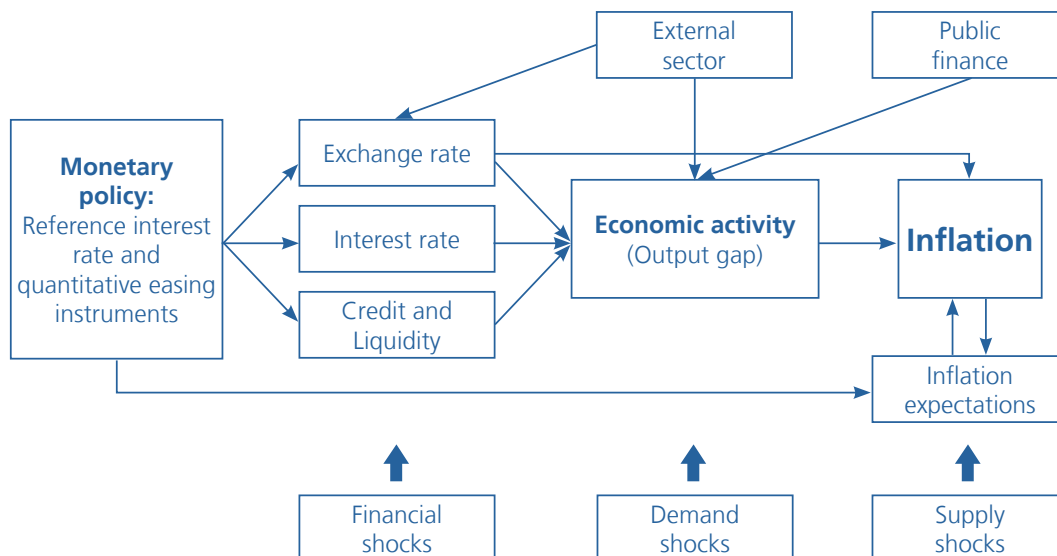 External
sector
Public
finance
Monetary
policy:
Reference interest
rate and
quantitative easing
instruments
Exchange rate
Interest rate
Credit and
Liquidity
Economic activity
(Output gap)
Inflation
Inflation
expectations
Financial
shocks
Demand
shocks
Supply
shocks